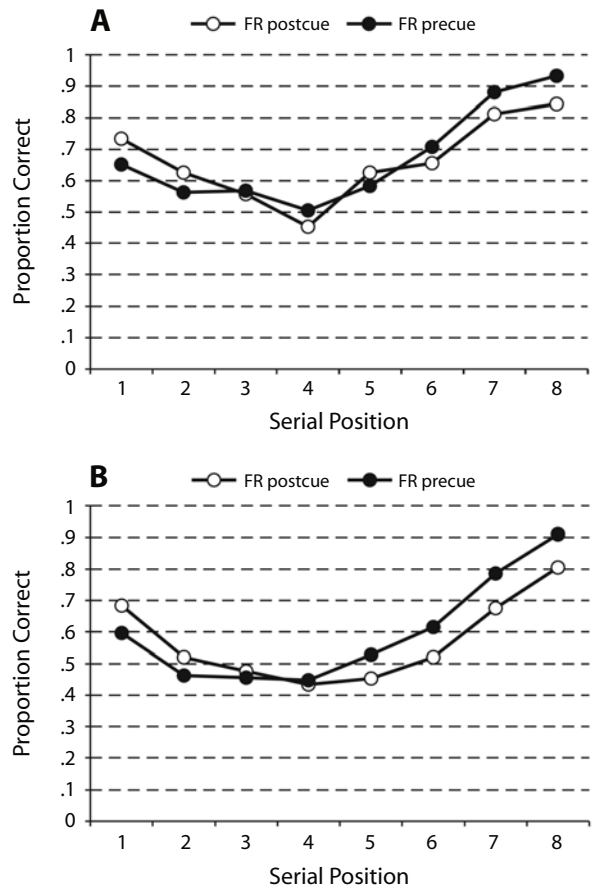 A
FR postcue FR precue
1
.9
.8
.7
.6
.5
.4
.3
.2
.1
0
Proportion Correct
1 2 3 4 5 6 7 8
Serial Position
B
FR postcue FR precue
1
.9
.8
.7
.6
.5
.4
.3
.2
.1
0
Proportion Correct
1 2 3 4 5 6 7 8
Serial Position